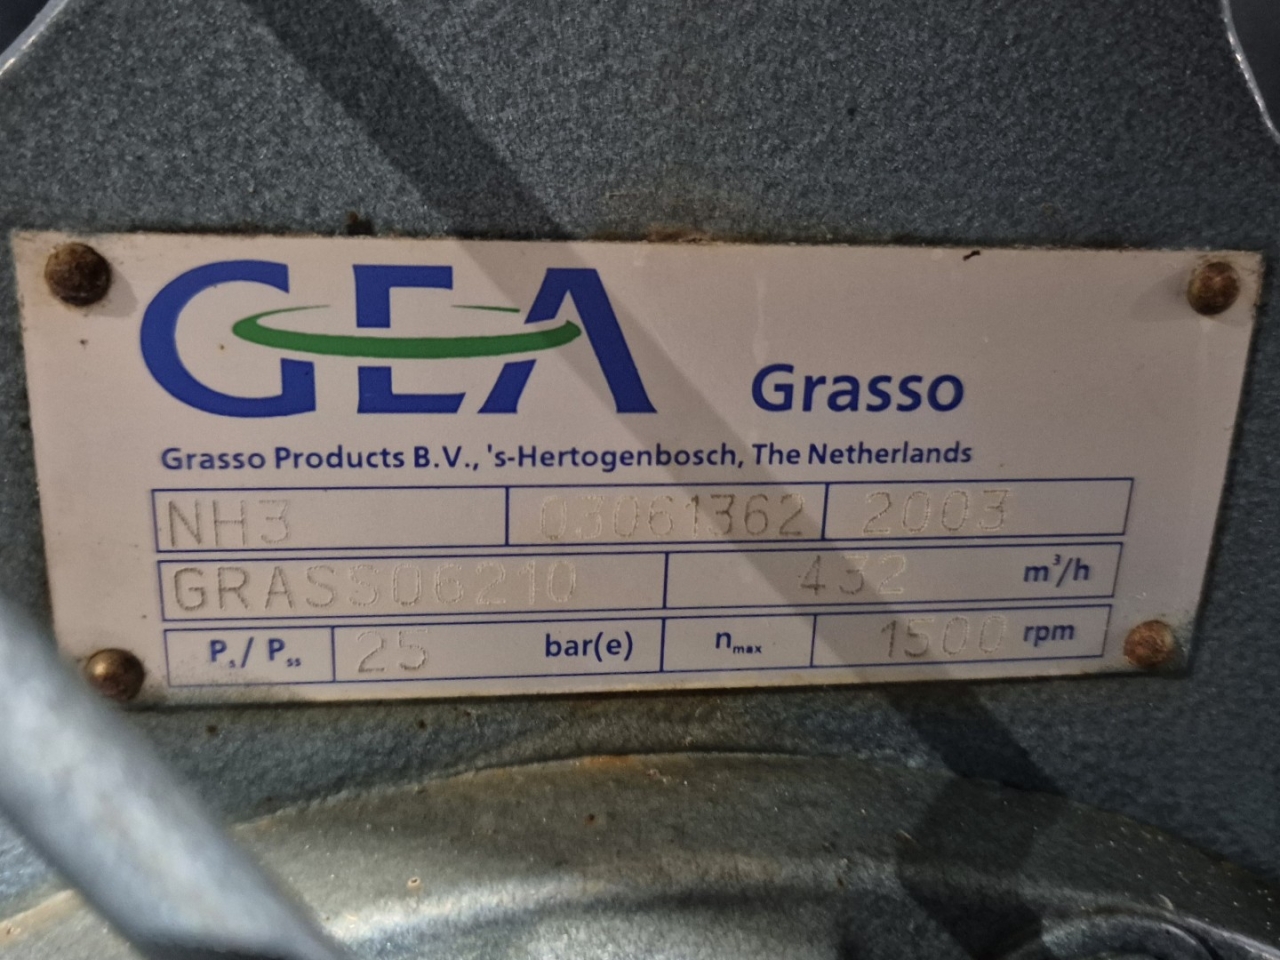 GEA Grasso
Grasso Products B.V., 's-Hertogenbosch, The Netherlands
NH3 03061362 2003
GRASSO6210 432 m³/h
Ps/Pss 25 bar(e) nmax 1500 rpm